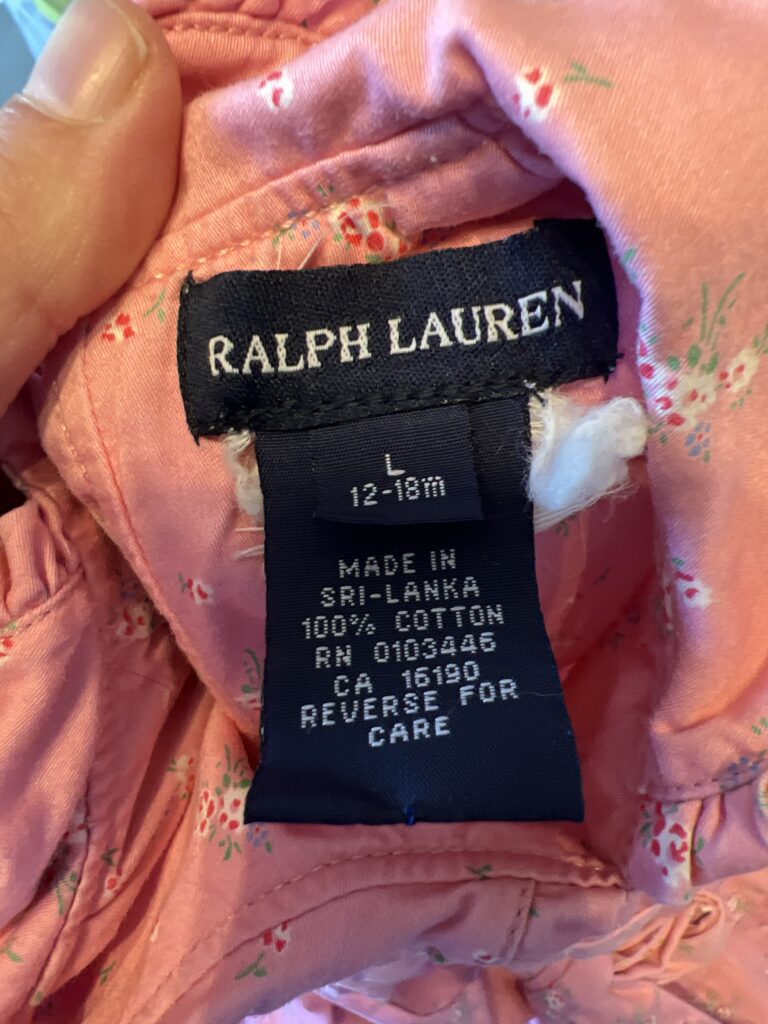 RALPH LAUREN
L
12-18m
MADE IN
SRI-LANKA
100% COTTON
RN 0103446
CA 16190
REVERSE FOR
CARE